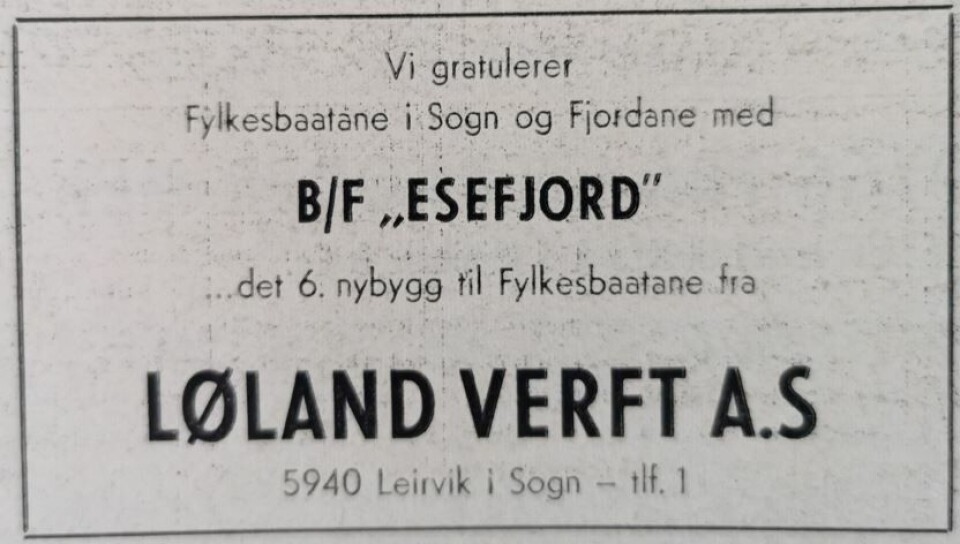 Vi gratulerer
Fylkesbaatane i Sogn og Fjordane med
B/F „ESEFJORD"
...det 6. nybygg til Fylkesbaatane fra
LØLAND VERFT A.S
5940 Leirvik i Sogn – tlf. 1